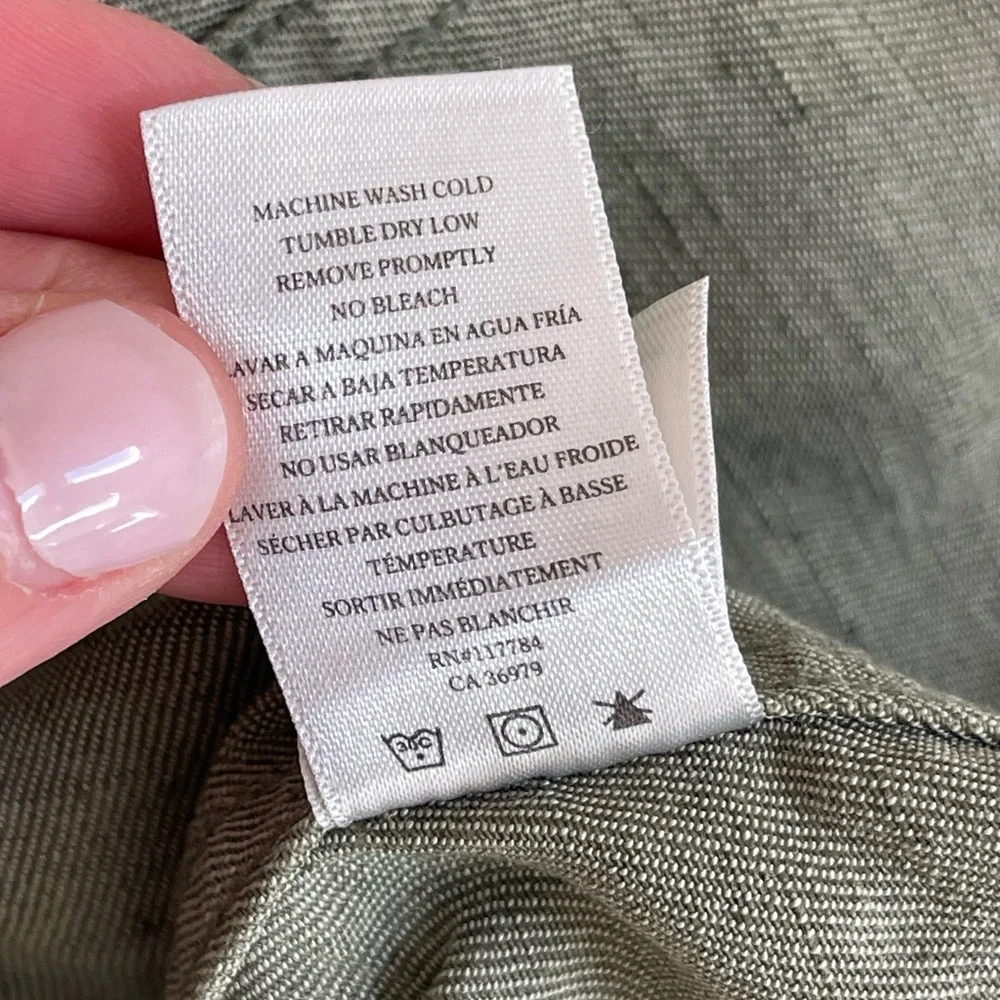 MACHINE WASH COLD
TUMBLE DRY LOW
REMOVE PROMPTLY
NO BLEACH
LAVAR A MAQUINA EN AGUA FRÍA
SECAR A BAJA TEMPERATURA
RETIRAR RAPIDAMENTE
NO USAR BLANQUEADOR
LAVER À LA MACHINE À L'EAU FROIDE
SÉCHER PAR CULBUTAGE À BASSE
TÉMPERATURE
SORTIR IMMÉDIATEMENT
NE PAS BLANCHIR
RN#117784
CA 36979
30C